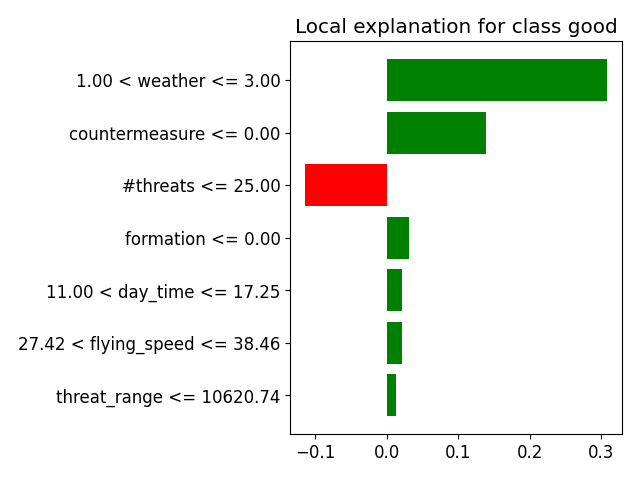 Local explanation for class good
1.00 < weather <= 3.00
countermeasure <= 0.00
#threats <= 25.00
formation <= 0.00
11.00 < day_time <= 17.25
27.42 < flying_speed <= 38.46
threat_range <= 10620.74
−0.1 0.0 0.1 0.2 0.3